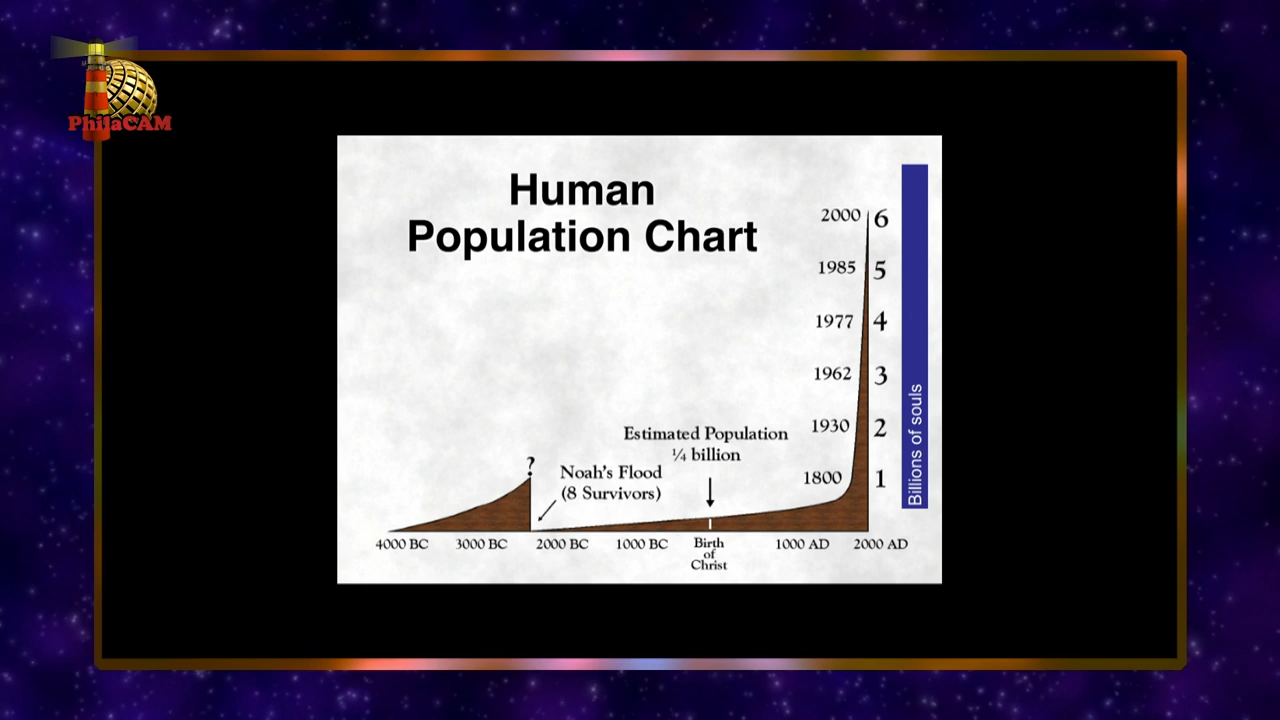 PhilaCAM
Human
Population Chart
2000 6
1985 5
1977 4
1962 3
1930 2
1800 1
Billions of souls
Estimated Population
¼ billion
?
Noah's Flood
(8 Survivors)
4000 BC 3000 BC 2000 BC 1000 BC Birth 1000 AD 2000 AD
of
Christ